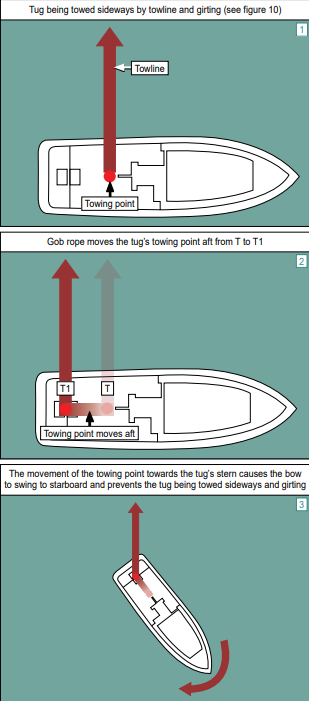 Tug being towed sideways by towline and girting (see figure 10)
1
Towline
Towing point
Gob rope moves the tug's towing point aft from T to T1
2
T1 T
Towing point moves aft
The movement of the towing point towards the tug's stern causes the bow
to swing to starboard and prevents the tug being towed sideways and girting
3